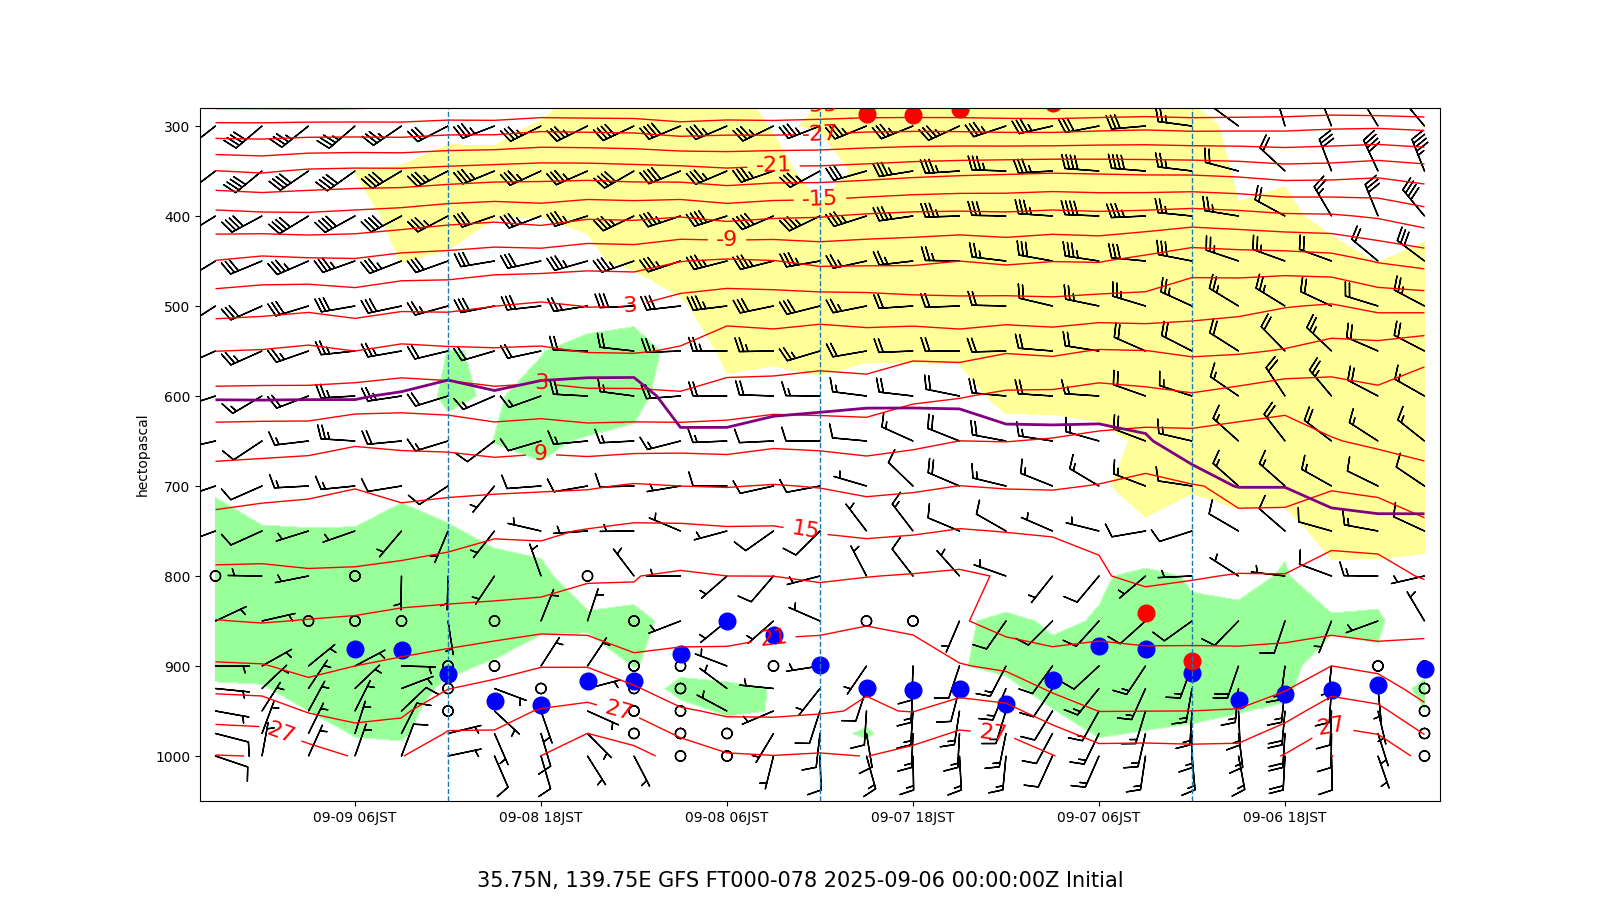 300
400
500
600
700
800
900
1000
hectopascal
-27
-21
-15
-9
-3
3
9
15
21
27
27
27
27
09-09 06JST
09-08 18JST
09-08 06JST
09-07 18JST
09-07 06JST
09-06 18JST
35.75N, 139.75E GFS FT000-078 2025-09-06 00:00:00Z Initial